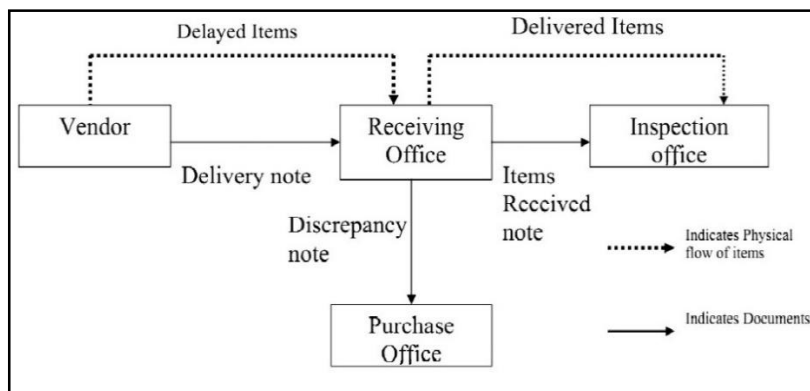 Delayed Items
Delivered Items
Vendor
Receiving
Office
Inspection
office
Delivery note
Items
Received
note
Discrepancy
note
Indicates Physical
flow of items
Purchase
Office
Indicates Documents